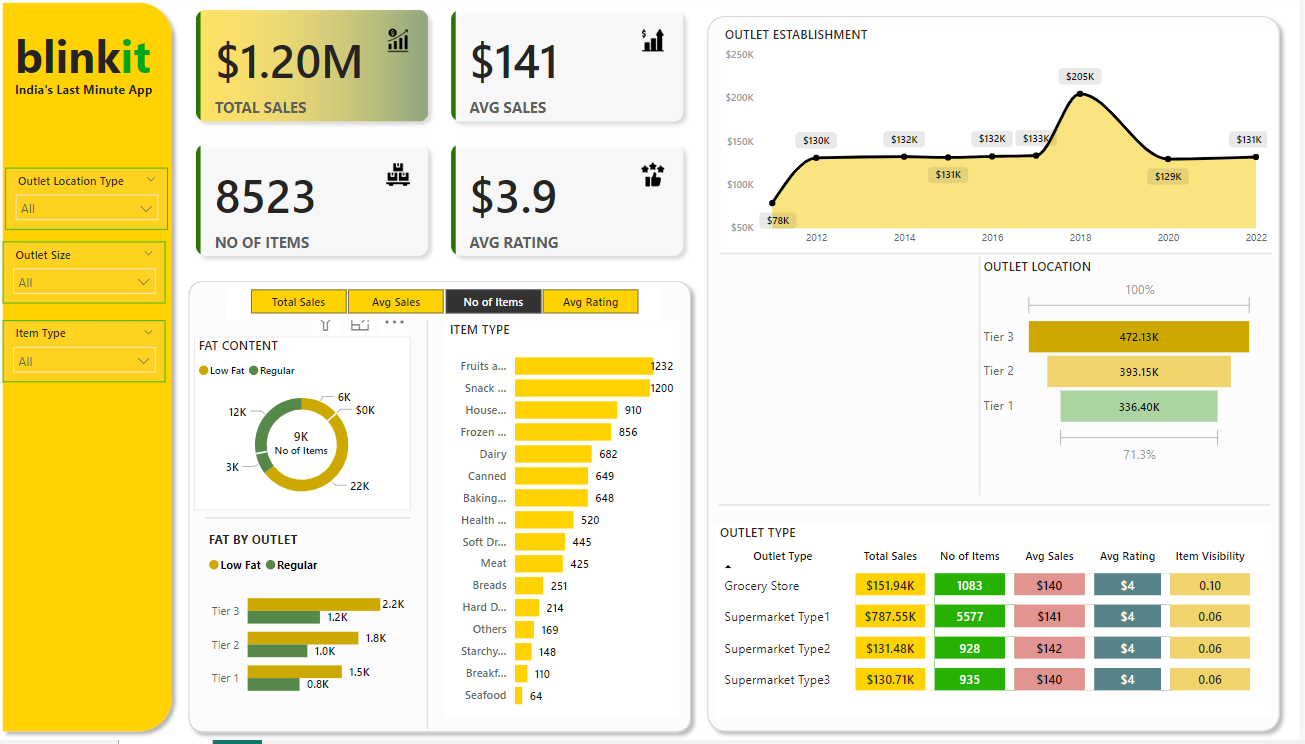 blinkit
India's Last Minute App
Outlet Location Type
All
Outlet Size
All
Item Type
All
$1.20M
TOTAL SALES
$141
AVG SALES
8523
NO OF ITEMS
$3.9
AVG RATING
Total Sales
Avg Sales
No of Items
Avg Rating
FAT CONTENT
Low Fat Regular
6K
$0K
12K
9K
No of Items
3K
22K
FAT BY OUTLET
Low Fat Regular
Tier 3 2.2K
1.2K
Tier 2 1.8K
1.0K
Tier 1 1.5K
0.8K
ITEM TYPE
Fruits a... 1232
Snack ... 1200
House... 910
Frozen ... 856
Dairy 682
Canned 649
Baking... 648
Health ... 520
Soft Dr... 445
Meat 425
Breads 251
Hard D... 214
Others 169
Starchy... 148
Breakf... 110
Seafood 64
OUTLET ESTABLISHMENT
$250K
$200K
$150K
$100K
$50K
$78K
$130K
$132K
$131K
$132K
$133K
$205K
$129K
$131K
2012 2014 2016 2018 2020 2022
OUTLET LOCATION
100%
Tier 3 472.13K
Tier 2 393.15K
Tier 1 336.40K
71.3%
OUTLET TYPE
Outlet Type Total Sales No of Items Avg Sales Avg Rating Item Visibility
Grocery Store $151.94K 1083 $140 $4 0.10
Supermarket Type1 $787.55K 5577 $141 $4 0.06
Supermarket Type2 $131.48K 928 $142 $4 0.06
Supermarket Type3 $130.71K 935 $140 $4 0.06